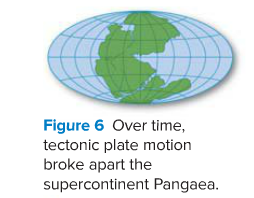 Figure 6 Over time,
tectonic plate motion
broke apart the
supercontinent Pangaea.